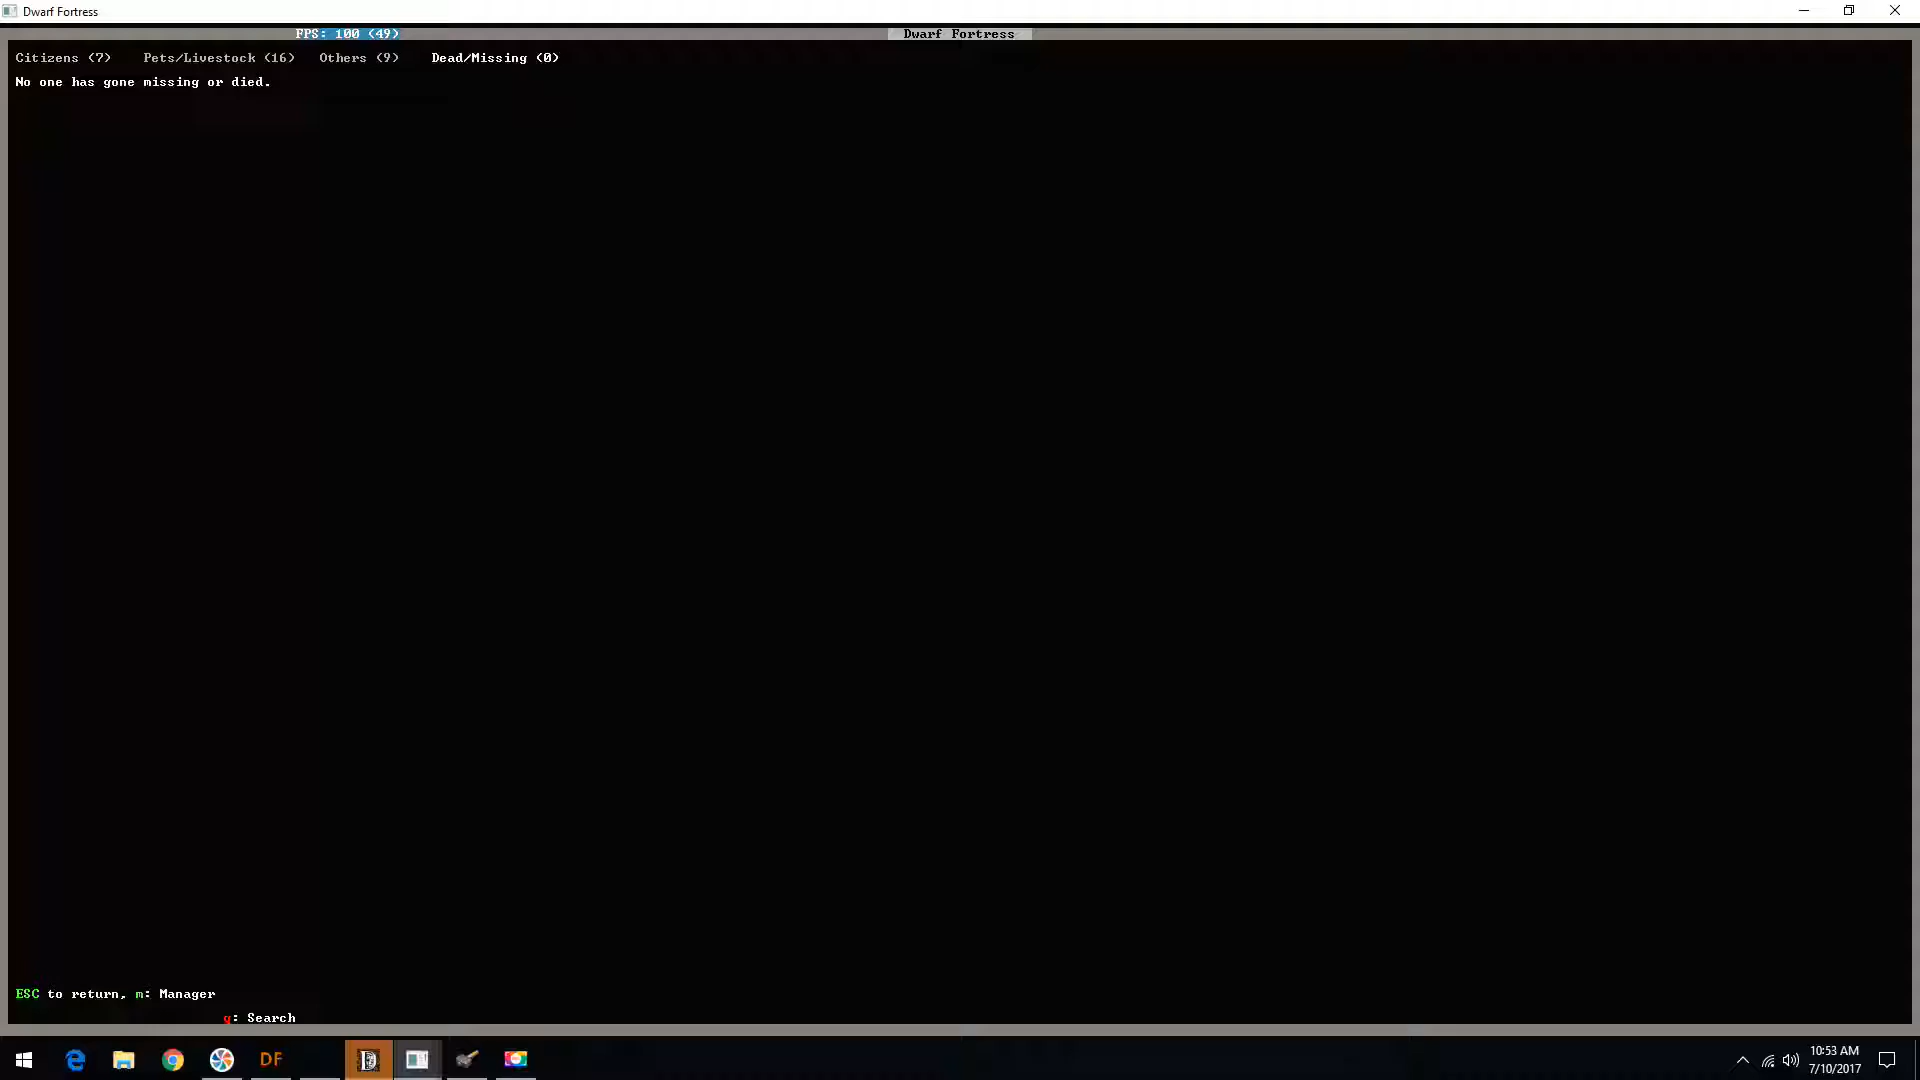 Dwarf Fortress
FPS: 100 (49)
Dwarf Fortress
Citizens (7) Pets/Livestock (16) Others (9) Dead/Missing (0)
No one has gone missing or died.
ESC to return, m: Manager
q: Search
DF
10:53 AM
7/10/2017